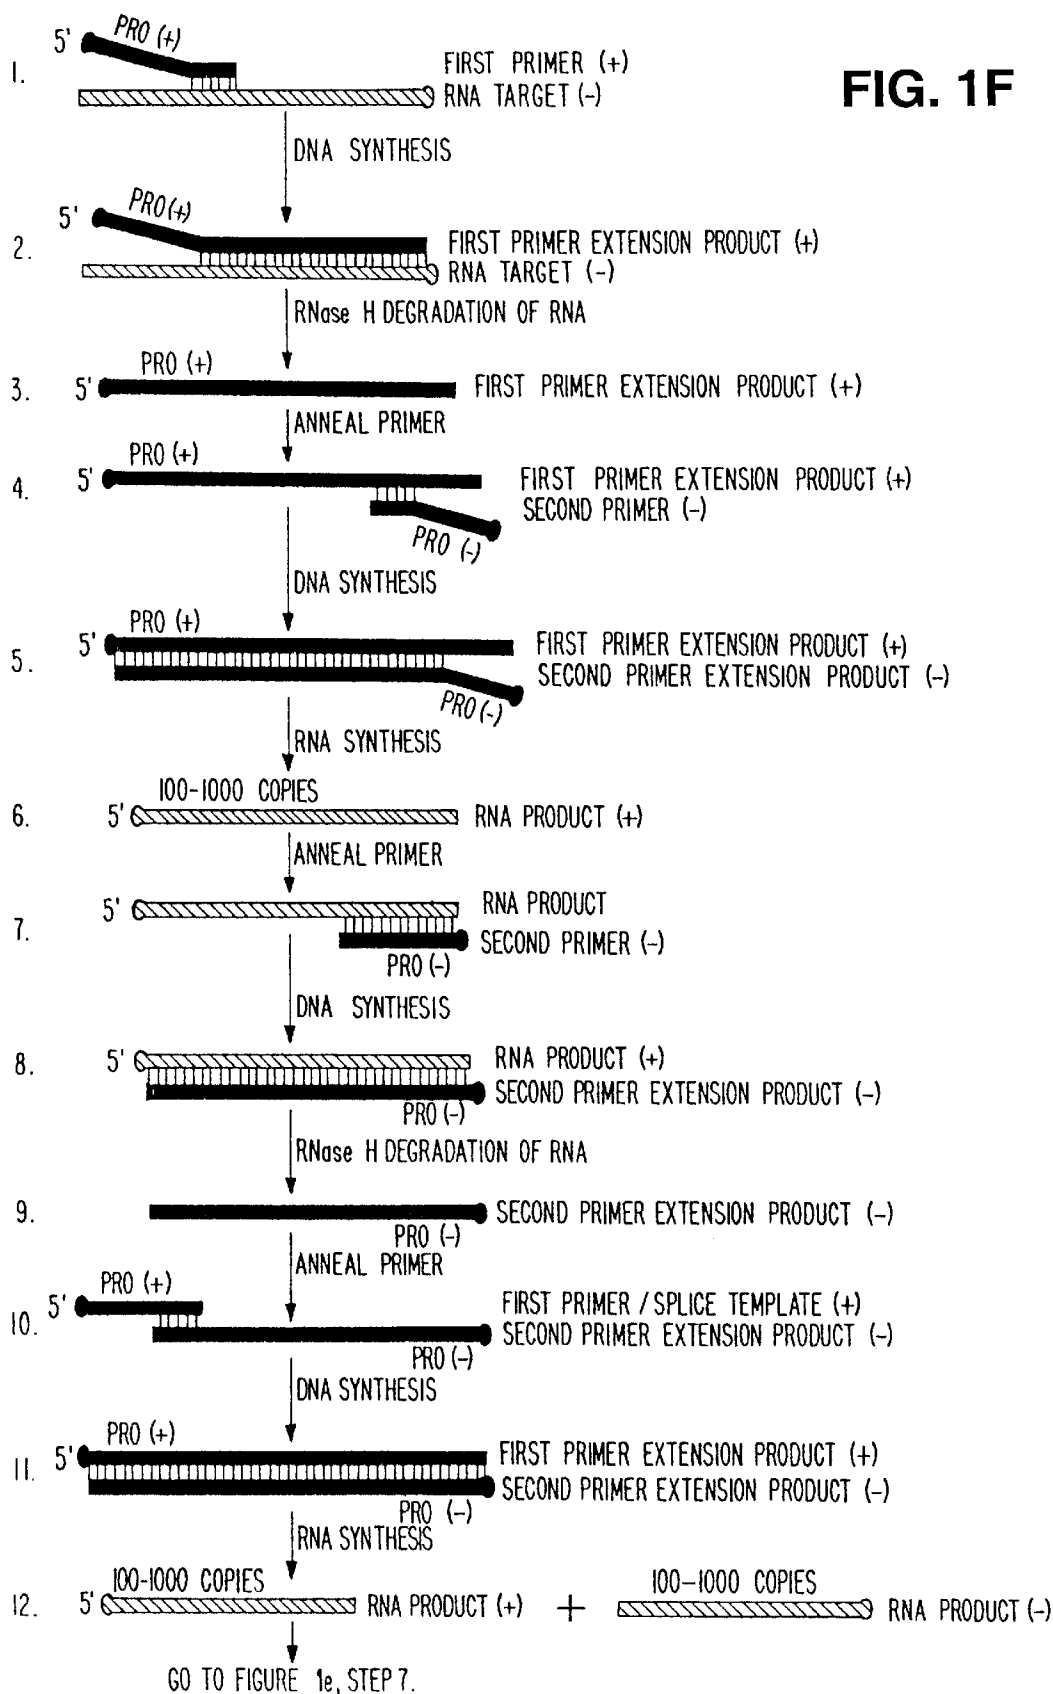 FIG. 1F
5' PRO (+)
1.
FIRST PRIMER (+)
RNA TARGET (-)
DNA SYNTHESIS
5' PRO (+)
2.
FIRST PRIMER EXTENSION PRODUCT (+)
RNA TARGET (-)
RNase H DEGRADATION OF RNA
PRO (+)
3. 5' FIRST PRIMER EXTENSION PRODUCT (+)
ANNEAL PRIMER
PRO (+)
4. 5' FIRST PRIMER EXTENSION PRODUCT (+)
SECOND PRIMER (-)
PRO (-)
DNA SYNTHESIS
PRO (+)
5. 5' FIRST PRIMER EXTENSION PRODUCT (+)
SECOND PRIMER EXTENSION PRODUCT (-)
PRO (-)
RNA SYNTHESIS
100-1000 COPIES
6. 5' RNA PRODUCT (+)
ANNEAL PRIMER
7. 5' RNA PRODUCT
SECOND PRIMER (-)
PRO (-)
DNA SYNTHESIS
8. 5' RNA PRODUCT (+)
SECOND PRIMER EXTENSION PRODUCT (-)
PRO (-)
RNase H DEGRADATION OF RNA
9. SECOND PRIMER EXTENSION PRODUCT (-)
PRO (-)
ANNEAL PRIMER
PRO (+)
10. 5' FIRST PRIMER / SPLICE TEMPLATE (+)
SECOND PRIMER EXTENSION PRODUCT (-)
PRO (-)
DNA SYNTHESIS
PRO (+)
11. 5' FIRST PRIMER EXTENSION PRODUCT (+)
SECOND PRIMER EXTENSION PRODUCT (-)
PRO (-)
RNA SYNTHESIS
100-1000 COPIES 100-1000 COPIES
12. 5' RNA PRODUCT (+) + RNA PRODUCT (-)
GO TO FIGURE 1e, STEP 7.